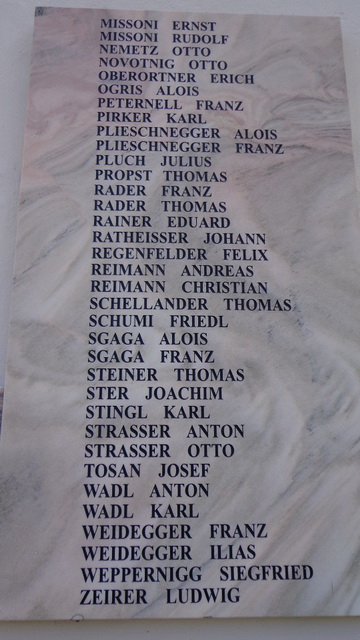 MISSONI ERNST
MISSONI RUDOLF
NEMETZ OTTO
NOVOTNIG OTTO
OBERORTNER ERICH
OGRIS ALOIS
PETERNELL FRANZ
PIRKER KARL
PLIESCHNEGGER ALOIS
PLIESCHNEGGER FRANZ
PLUCH JULIUS
PROPST THOMAS
RADER FRANZ
RADER THOMAS
RAINER EDUARD
RATHEISSER JOHANN
REGENFELDER FELIX
REIMANN ANDREAS
REIMANN CHRISTIAN
SCHELLANDER THOMAS
SCHUMI FRIEDL
SGAGA ALOIS
SGAGA FRANZ
STEINER THOMAS
STER JOACHIM
STINGL KARL
STRASSER ANTON
STRASSER OTTO
TOSAN JOSEF
WADL ANTON
WADL KARL
WEIDEGGER FRANZ
WEIDEGGER ILIAS
WEPPERNIGG SIEGFRIED
ZEIRER LUDWIG